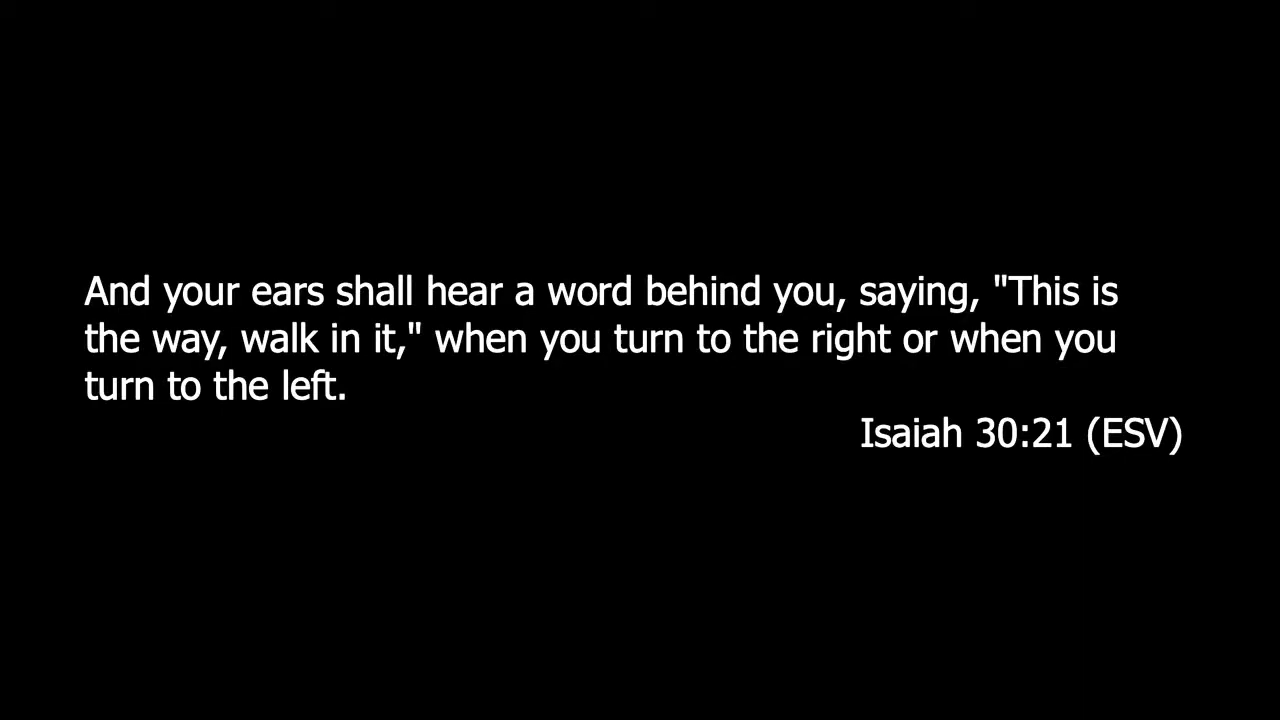 And your ears shall hear a word behind you, saying, "This is
the way, walk in it," when you turn to the right or when you
turn to the left.
Isaiah 30:21 (ESV)